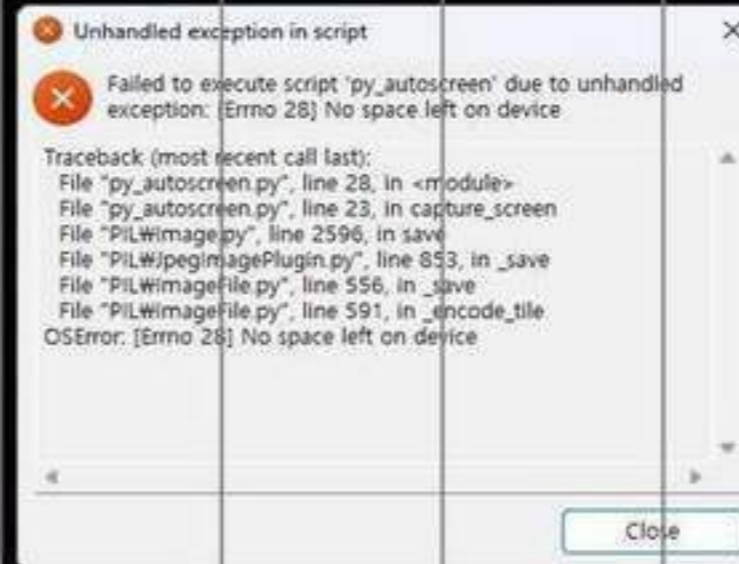 Unhandled exception in script
Failed to execute script 'py_autoscreen' due to unhandled
exception: [Errno 28] No space left on device
Traceback (most recent call last):
File "py_autoscreen.py", line 28, in <module>
File "py_autoscreen.py", line 23, in capture_screen
File "PIL₩Image.py", line 2596, in save
File "PIL₩JpegImagePlugin.py", line 853, in _save
File "PIL₩ImageFile.py", line 556, in _save
File "PIL₩ImageFile.py", line 591, in _encode_tile
OSError: [Errno 28] No space left on device
Close